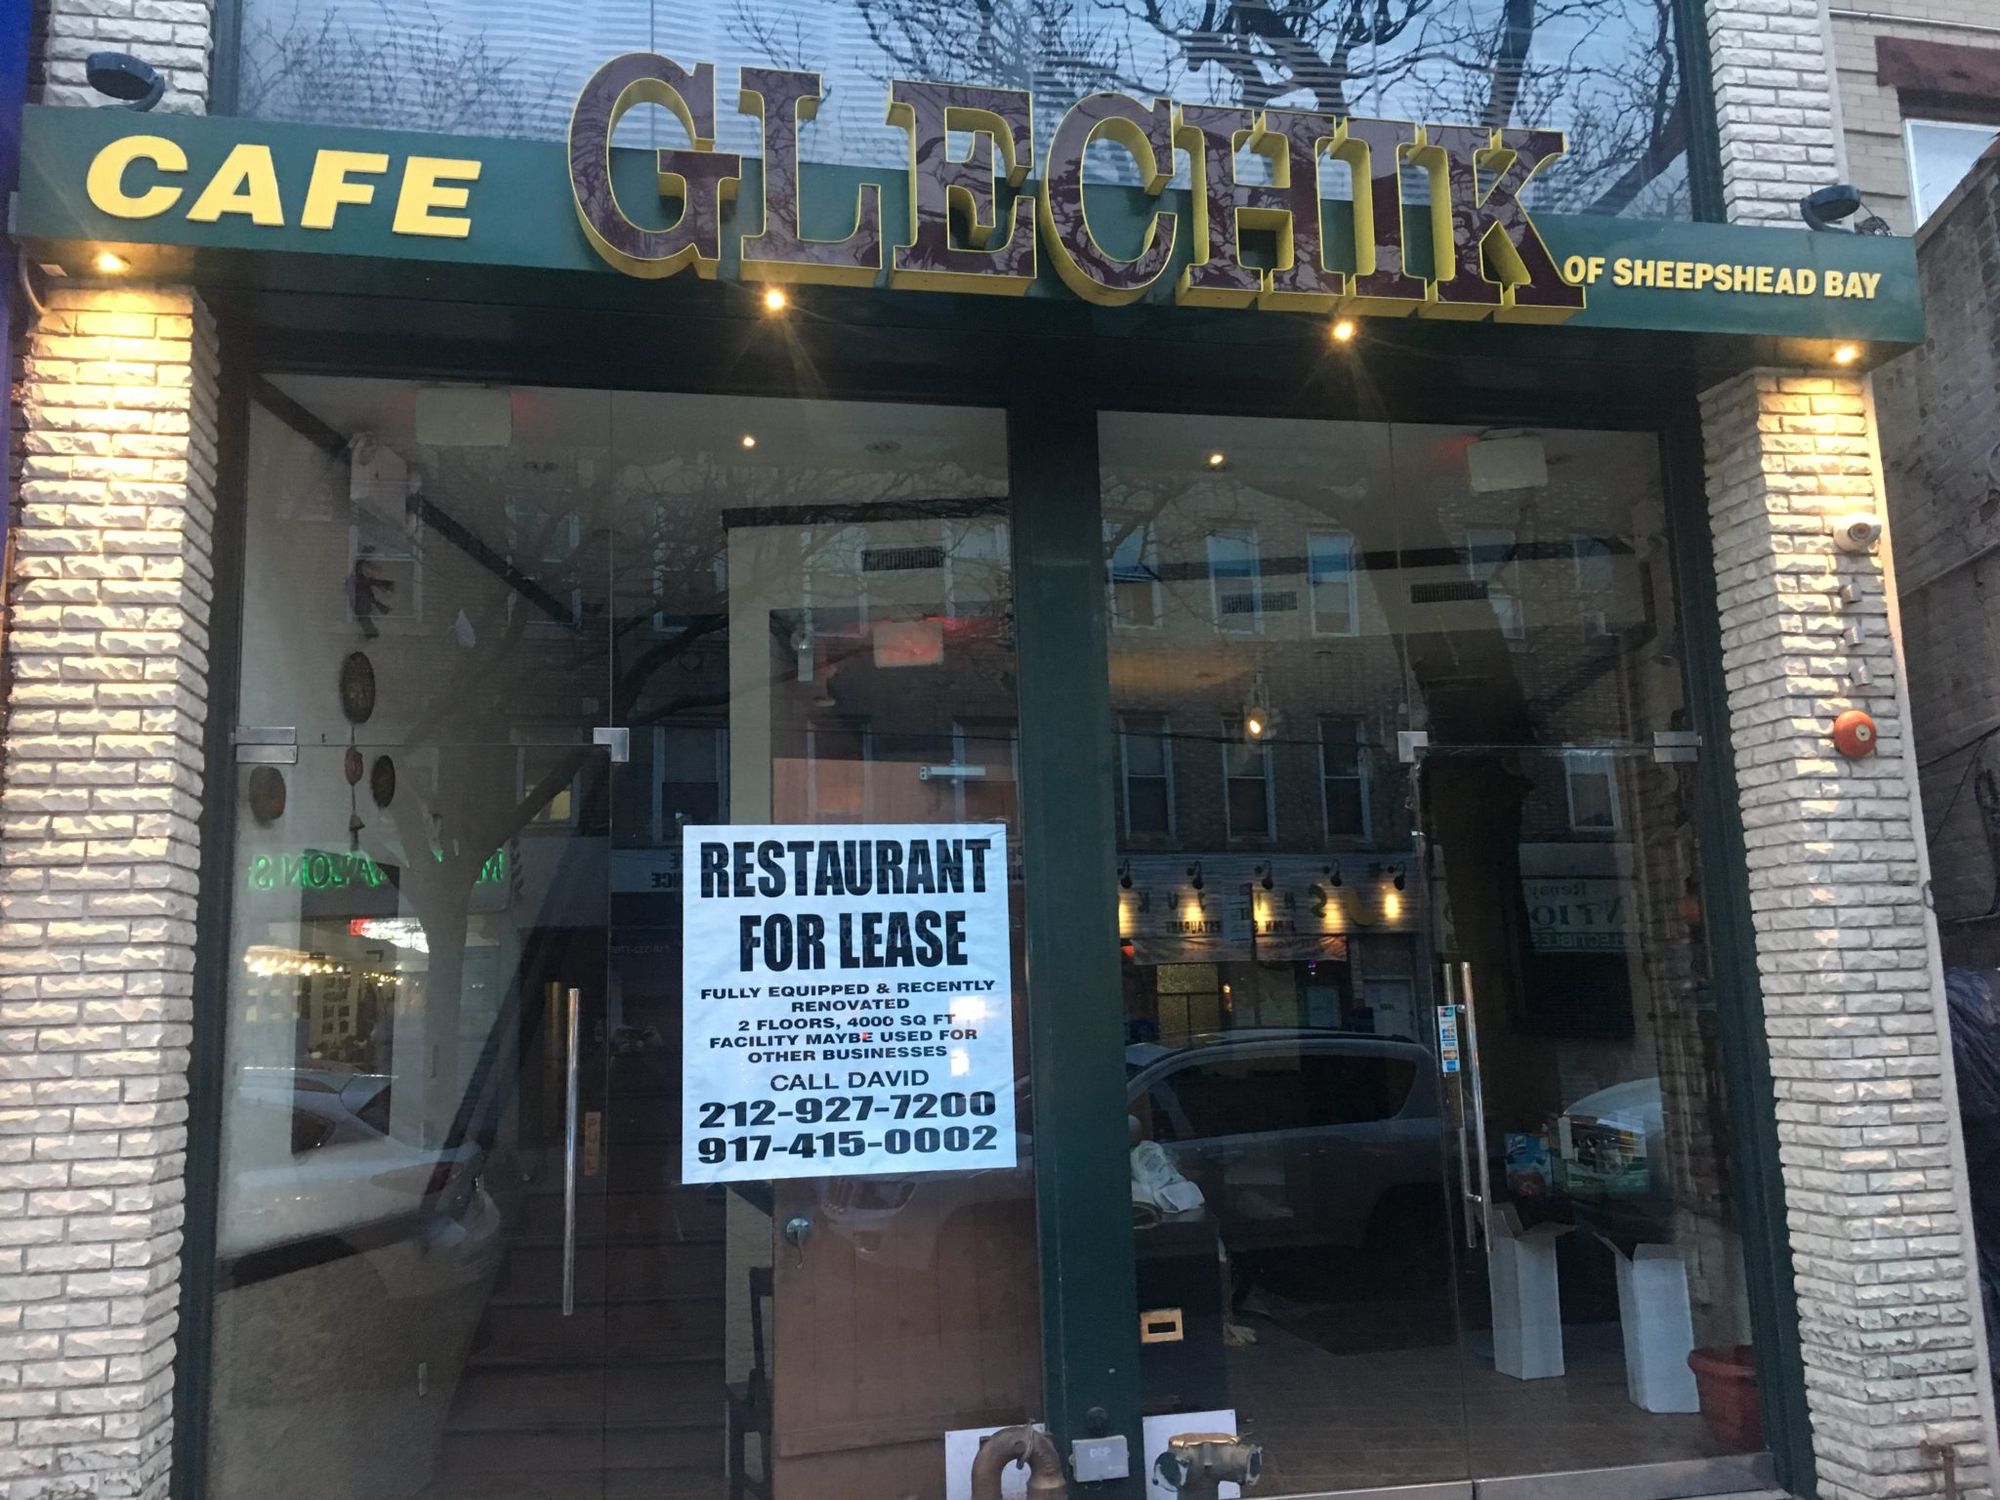 CAFE GLECHIK OF SHEEPSHEAD BAY
RESTAURANT
FOR LEASE
FULLY EQUIPPED & RECENTLY
RENOVATED
2 FLOORS, 4000 SQ FT
FACILITY MAYBE USED FOR
OTHER BUSINESSES
CALL DAVID
212-927-7200
917-415-0002
PULL